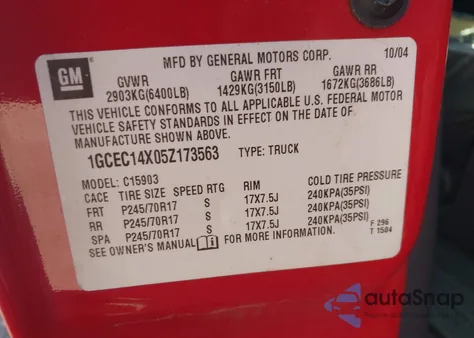 GM
MFD BY GENERAL MOTORS CORP. 10/04
GVWR GAWR FRT GAWR RR
2903KG(6400LB) 1429KG(3150LB) 1672KG(3686LB)
THIS VEHICLE CONFORMS TO ALL APPLICABLE U.S. FEDERAL MOTOR
VEHICLE SAFETY STANDARDS IN EFFECT ON THE DATE OF
MANUFACTURE SHOWN ABOVE.
1GCEC14X05Z173563 TYPE: TRUCK
MODEL: C15903
CACE TIRE SIZE SPEED RTG RIM COLD TIRE PRESSURE
FRT P245/70R17 S 17X7.5J 240KPA(35PSI)
RR P245/70R17 S 17X7.5J 240KPA(35PSI)
SPA P245/70R17 S 17X7.5J 240KPA(35PSI)
SEE OWNER'S MANUAL FOR MORE INFORMATION.
F 296
T 1504
autoSnap